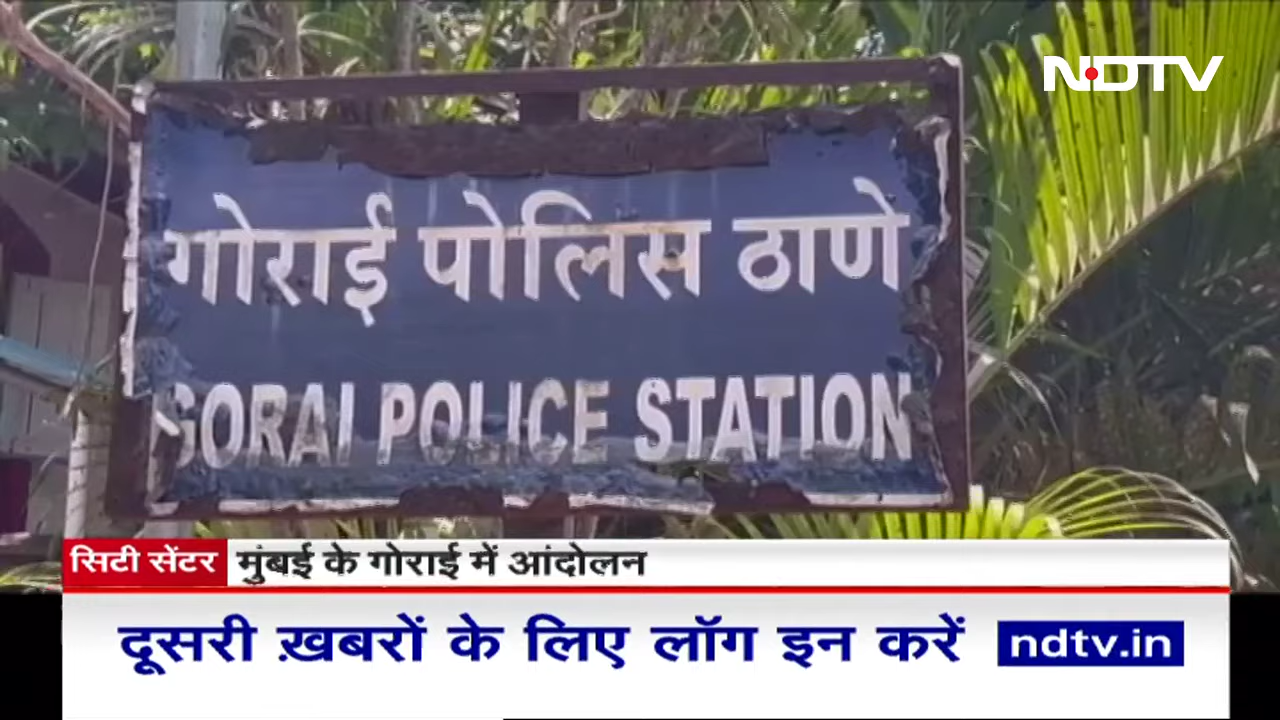 NDTV
गोराई पोलिस ठाणे
GORAI POLICE STATION
सिटी सेंटर मुंबई के गोराई में आंदोलन
दूसरी ख़बरों के लिए लॉग इन करें ndtv.in